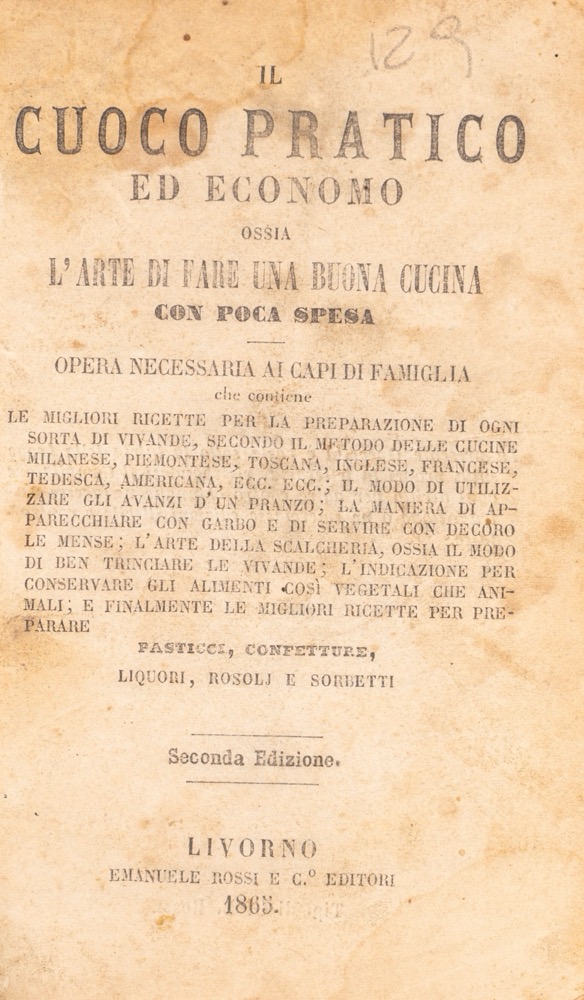 129
IL
CUOCO PRATICO
ED ECONOMO
OSSIA
L'ARTE DI FARE UNA BUONA CUCINA
CON POCA SPESA
OPERA NECESSARIA AI CAPI DI FAMIGLIA
che contiene
LE MIGLIORI RICETTE PER LA PREPARAZIONE DI OGNI
SORTA DI VIVANDE, SECONDO IL METODO DELLE CUCINE
MILANESE, PIEMONTESE, TOSCANA, INGLESE, FRANCESE,
TEDESCA, AMERICANA, ECC. ECC.; IL MODO DI UTILIZ-
ZARE GLI AVANZI D'UN PRANZO; LA MANIERA DI AP-
PARECCHIARE CON GARBO E DI SERVIRE CON DECORO
LE MENSE; L'ARTE DELLA SCALCHERIA, OSSIA IL MODO
DI BEN TRINCIARE LE VIVANDE; L'INDICAZIONE PER
CONSERVARE GLI ALIMENTI COSÌ VEGETALI CHE ANI-
MALI; E FINALMENTE LE MIGLIORI RICETTE PER PRE-
PARARE
PASTICCI, CONFETTURE,
LIQUORI, ROSOLJ E SORBETTI
Seconda Edizione.
LIVORNO
EMANUELE ROSSI E C.º EDITORI
1865.